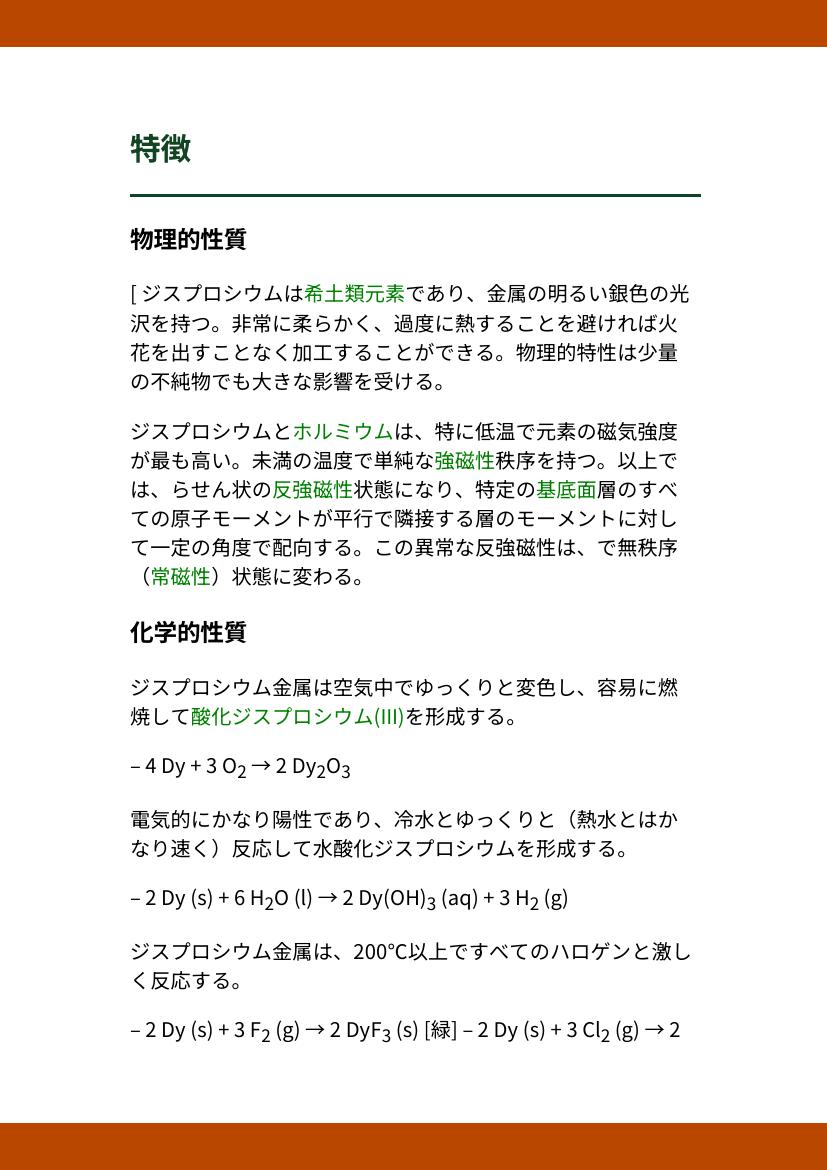 特徴
物理的性質
[ ジスプロシウムは希土類元素であり、金属の明るい銀色の光
沢を持つ。非常に柔らかく、過度に熱することを避ければ火
花を出すことなく加工することができる。物理的特性は少量
の不純物でも大きな影響を受ける。
ジスプロシウムとホルミウムは、特に低温で元素の磁気強度
が最も高い。未満の温度で単純な強磁性秩序を持つ。以上で
は、らせん状の反強磁性状態になり、特定の基底面層のすべ
ての原子モーメントが平行で隣接する層のモーメントに対し
て一定の角度で配向する。この異常な反強磁性は、で無秩序
（常磁性）状態に変わる。
化学的性質
ジスプロシウム金属は空気中でゆっくりと変色し、容易に燃
焼して酸化ジスプロシウム(III)を形成する。
– 4 Dy + 3 O₂ → 2 Dy₂O₃
電気的にかなり陽性であり、冷水とゆっくりと（熱水とはか
なり速く）反応して水酸化ジスプロシウムを形成する。
– 2 Dy (s) + 6 H₂O (l) → 2 Dy(OH)₃ (aq) + 3 H₂ (g)
ジスプロシウム金属は、200℃以上ですべてのハロゲンと激し
く反応する。
– 2 Dy (s) + 3 F₂ (g) → 2 DyF₃ (s) [緑] – 2 Dy (s) + 3 Cl₂ (g) → 2